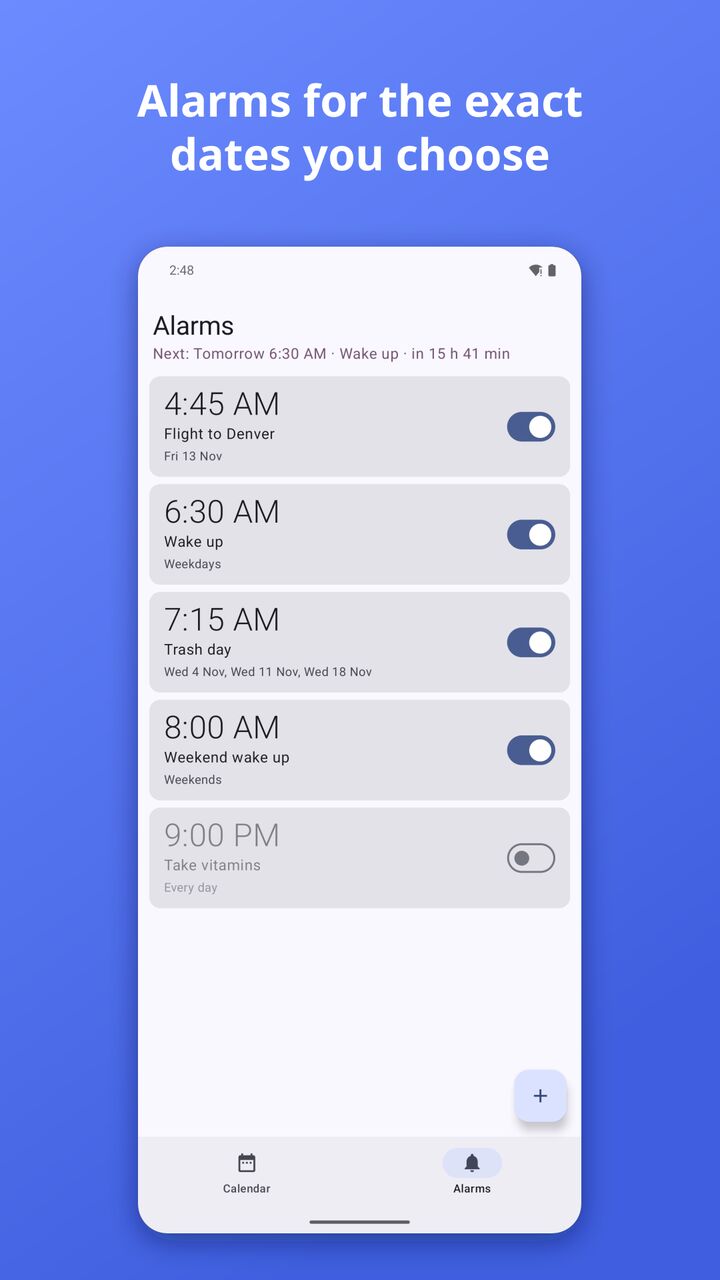 Alarms for the exact
dates you choose
2:48
Alarms
Next: Tomorrow 6:30 AM · Wake up · in 15 h 41 min
4:45 AM
Flight to Denver
Fri 13 Nov
6:30 AM
Wake up
Weekdays
7:15 AM
Trash day
Wed 4 Nov, Wed 11 Nov, Wed 18 Nov
8:00 AM
Weekend wake up
Weekends
9:00 PM
Take vitamins
Every day
+
Calendar
Alarms